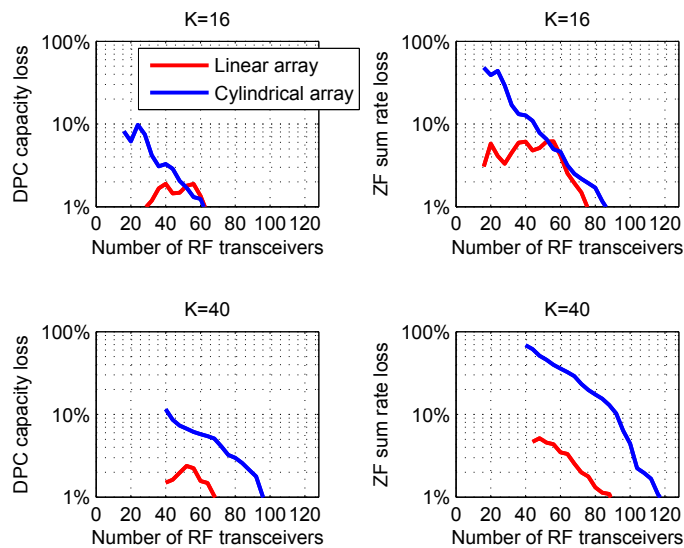 K=16
100%
10%
1%
DPC capacity loss
Linear array
Cylindrical array
0 20 40 60 80 100 120
Number of RF transceivers
K=16
100%
10%
1%
ZF sum rate loss
0 20 40 60 80 100 120
Number of RF transceivers
K=40
100%
10%
1%
DPC capacity loss
0 20 40 60 80 100 120
Number of RF transceivers
K=40
100%
10%
1%
ZF sum rate loss
0 20 40 60 80 100 120
Number of RF transceivers